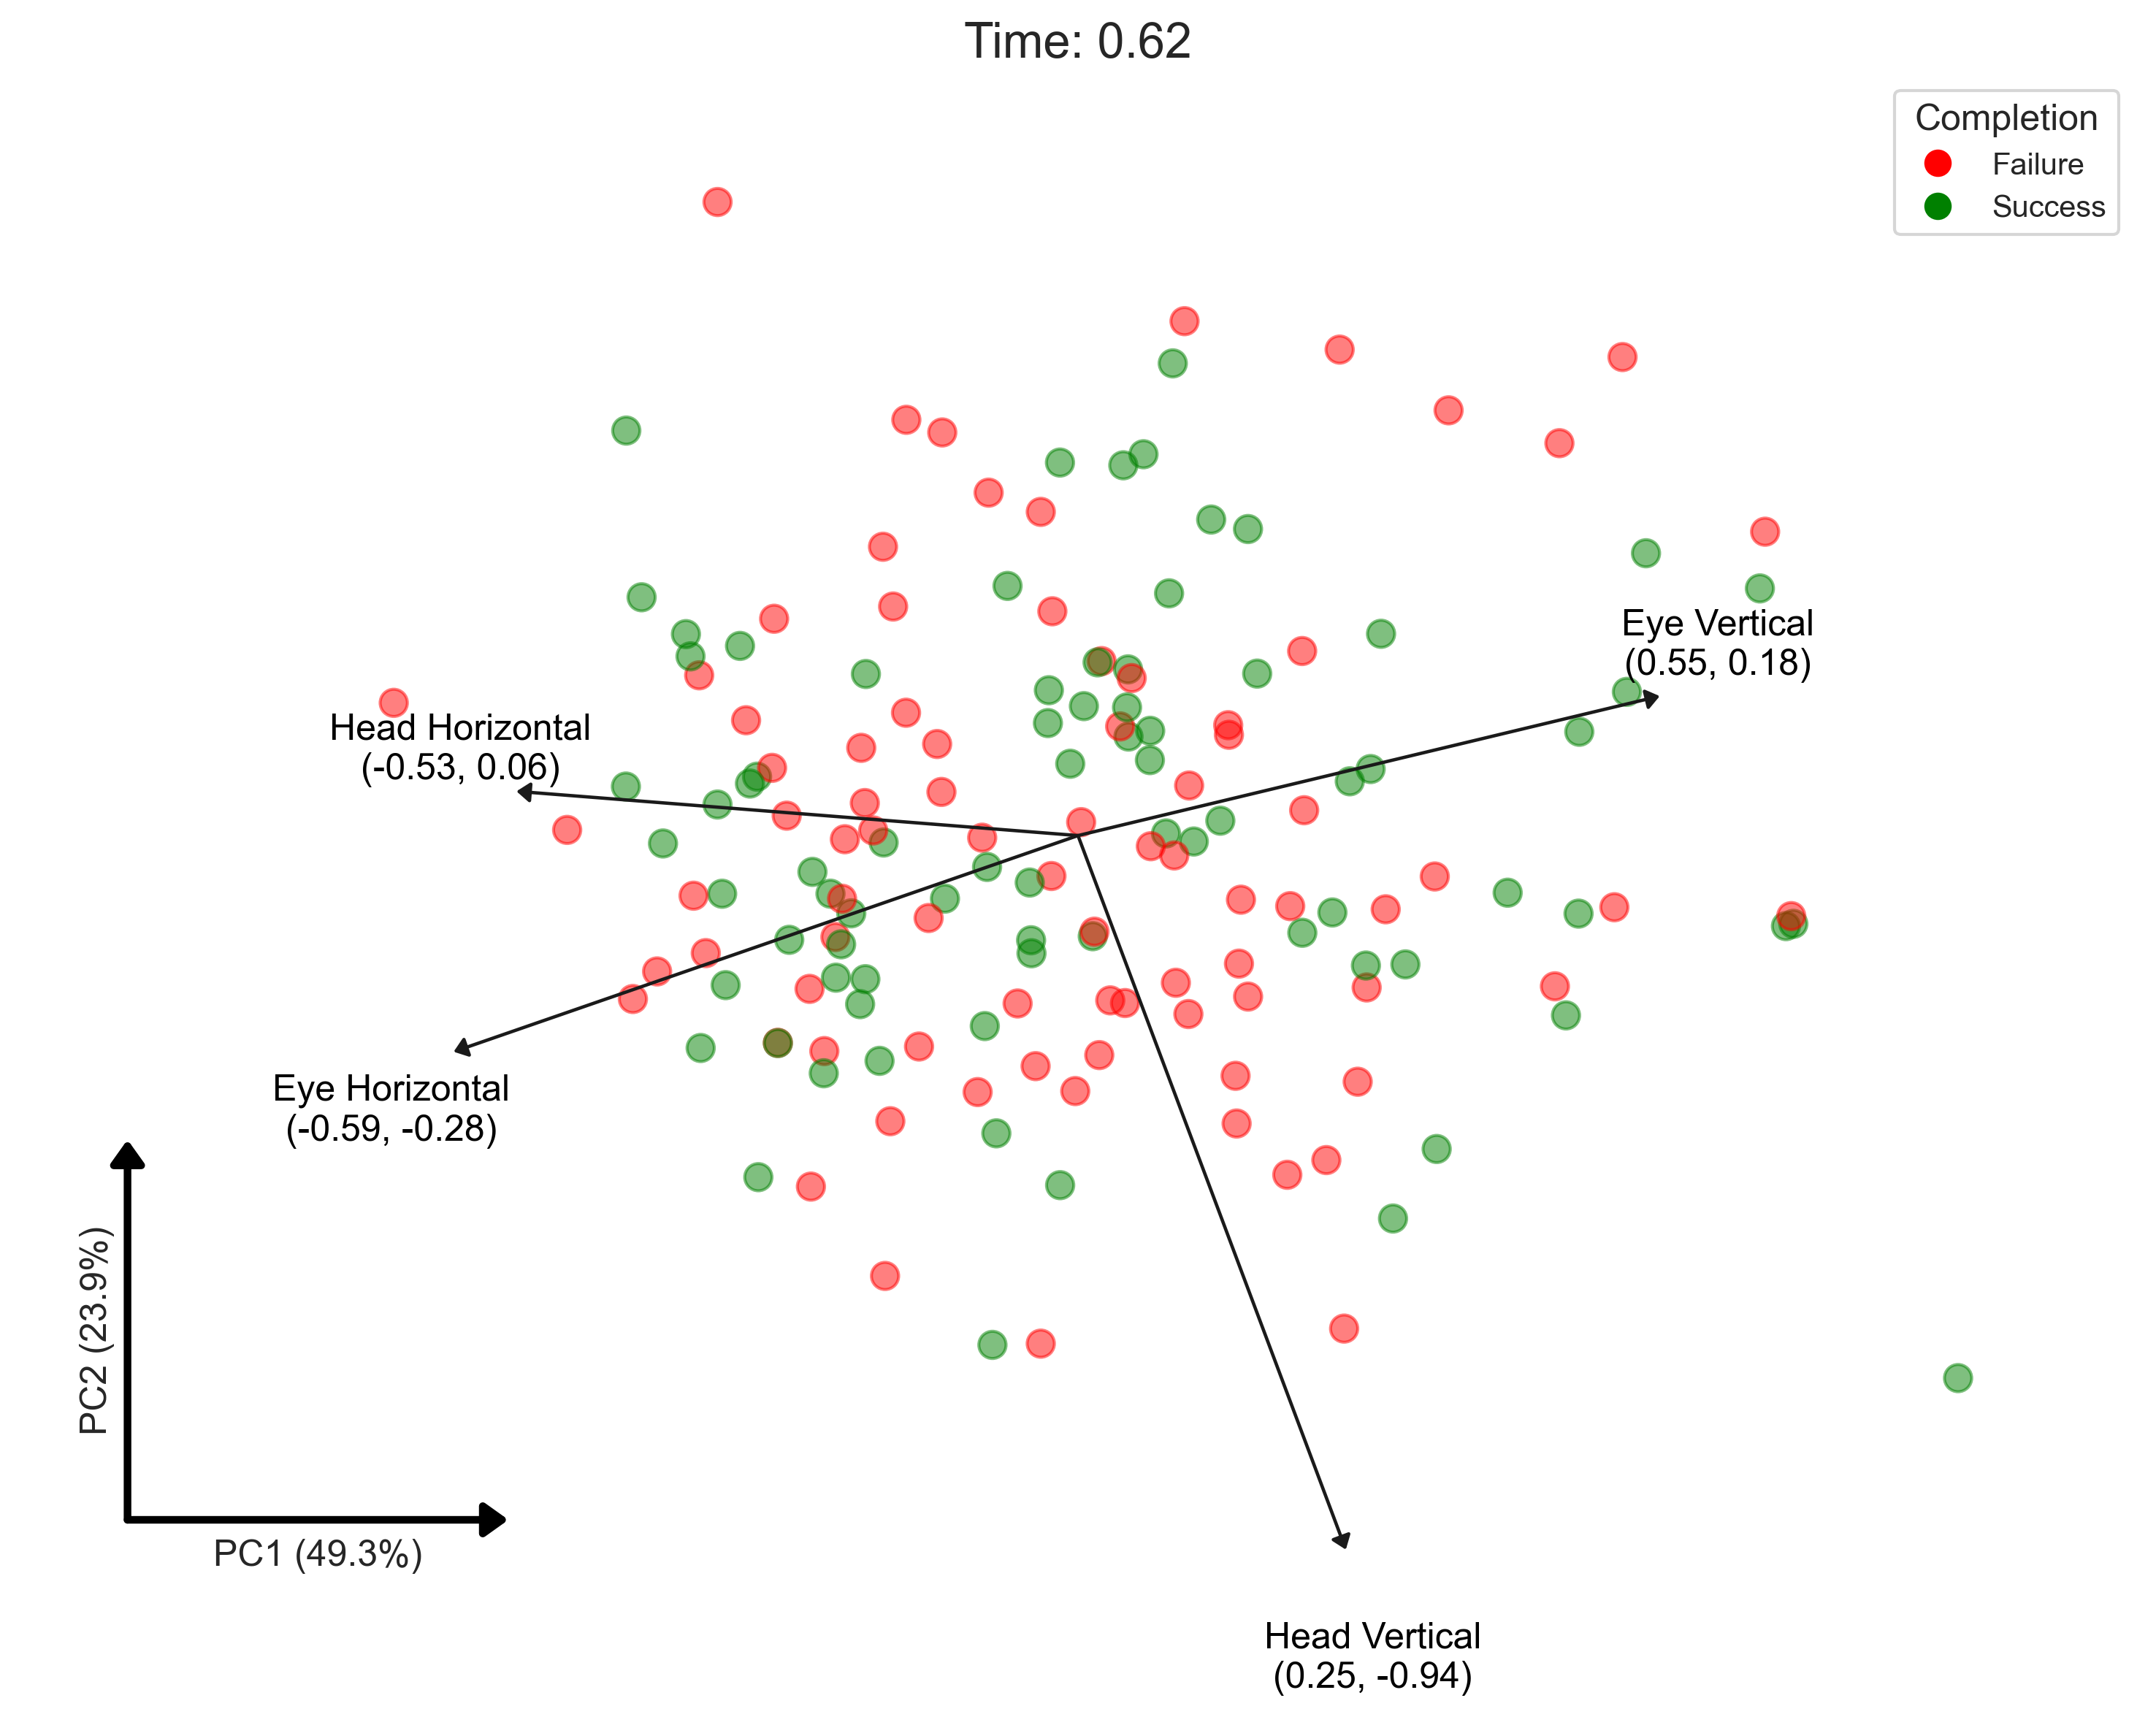 Time: 0.62
Completion
Failure
Success
Eye Vertical
(0.55, 0.18)
Head Horizontal
(-0.53, 0.06)
Eye Horizontal
(-0.59, -0.28)
PC2 (23.9%)
PC1 (49.3%)
Head Vertical
(0.25, -0.94)